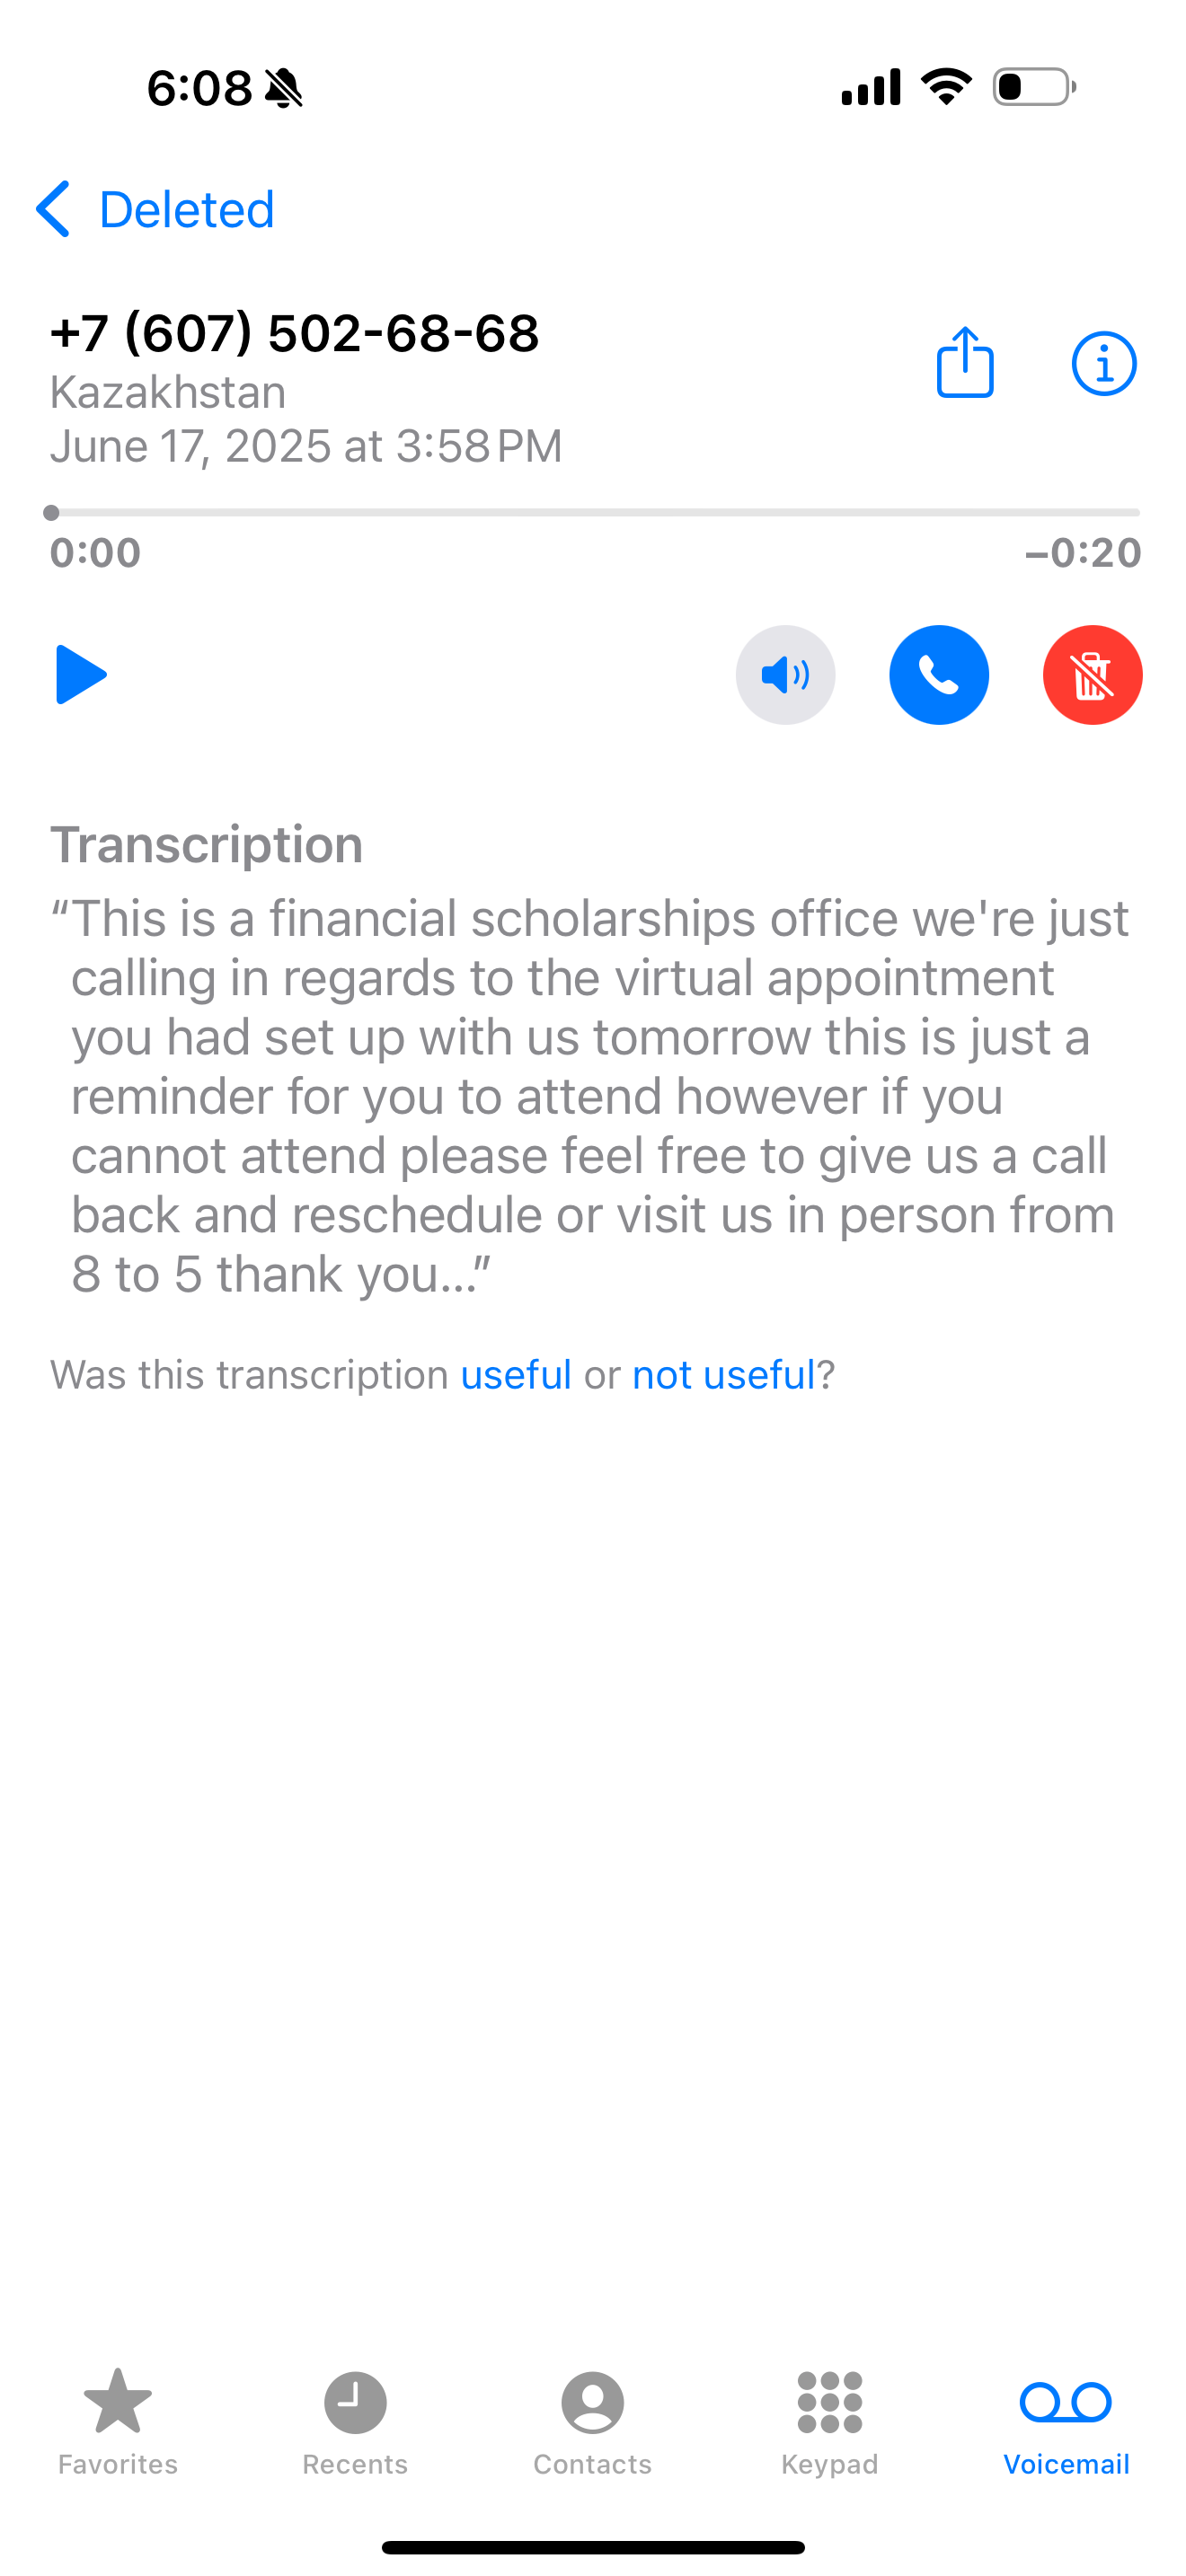 6:08
Deleted
+7 (607) 502-68-68
Kazakhstan
June 17, 2025 at 3:58 PM
0:00
–0:20
Transcription
“This is a financial scholarships office we're just
calling in regards to the virtual appointment
you had set up with us tomorrow this is just a
reminder for you to attend however if you
cannot attend please feel free to give us a call
back and reschedule or visit us in person from
8 to 5 thank you...”
Was this transcription useful or not useful?
Favorites
Recents
Contacts
Keypad
Voicemail